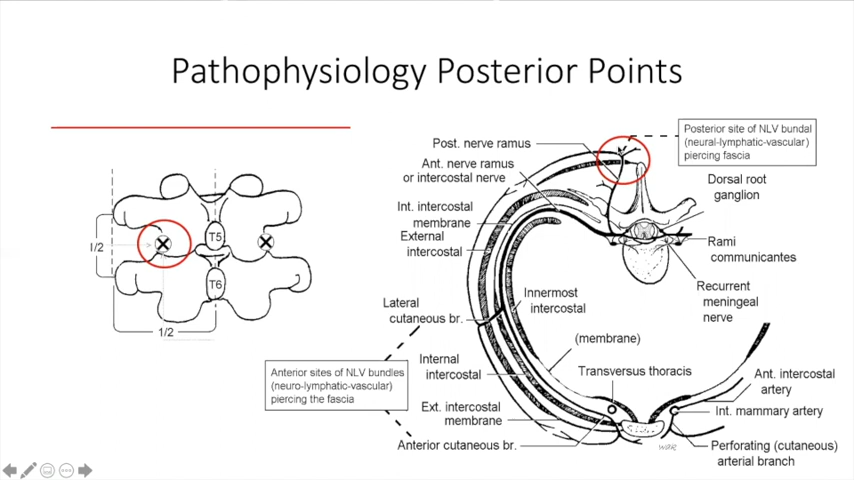 Pathophysiology Posterior Points
Posterior site of NLV bundal
(neural-lymphatic-vascular)
piercing fascia
Post. nerve ramus
Ant. nerve ramus
or intercostal nerve
Int. intercostal
membrane
External
intercostal
Dorsal root
ganglion
Rami
communicantes
Recurrent
meningeal
nerve
T5
1/2
T6
1/2
Lateral
cutaneous br.
Innermost
intercostal
(membrane)
Anterior sites of NLV bundles
(neuro-lymphatic-vascular)
piercing the fascia
Internal
intercostal
Transversus thoracis
Ant. intercostal
artery
Ext. intercostal
membrane
Int. mammary artery
Anterior cutaneous br.
Perforating (cutaneous)
arterial branch